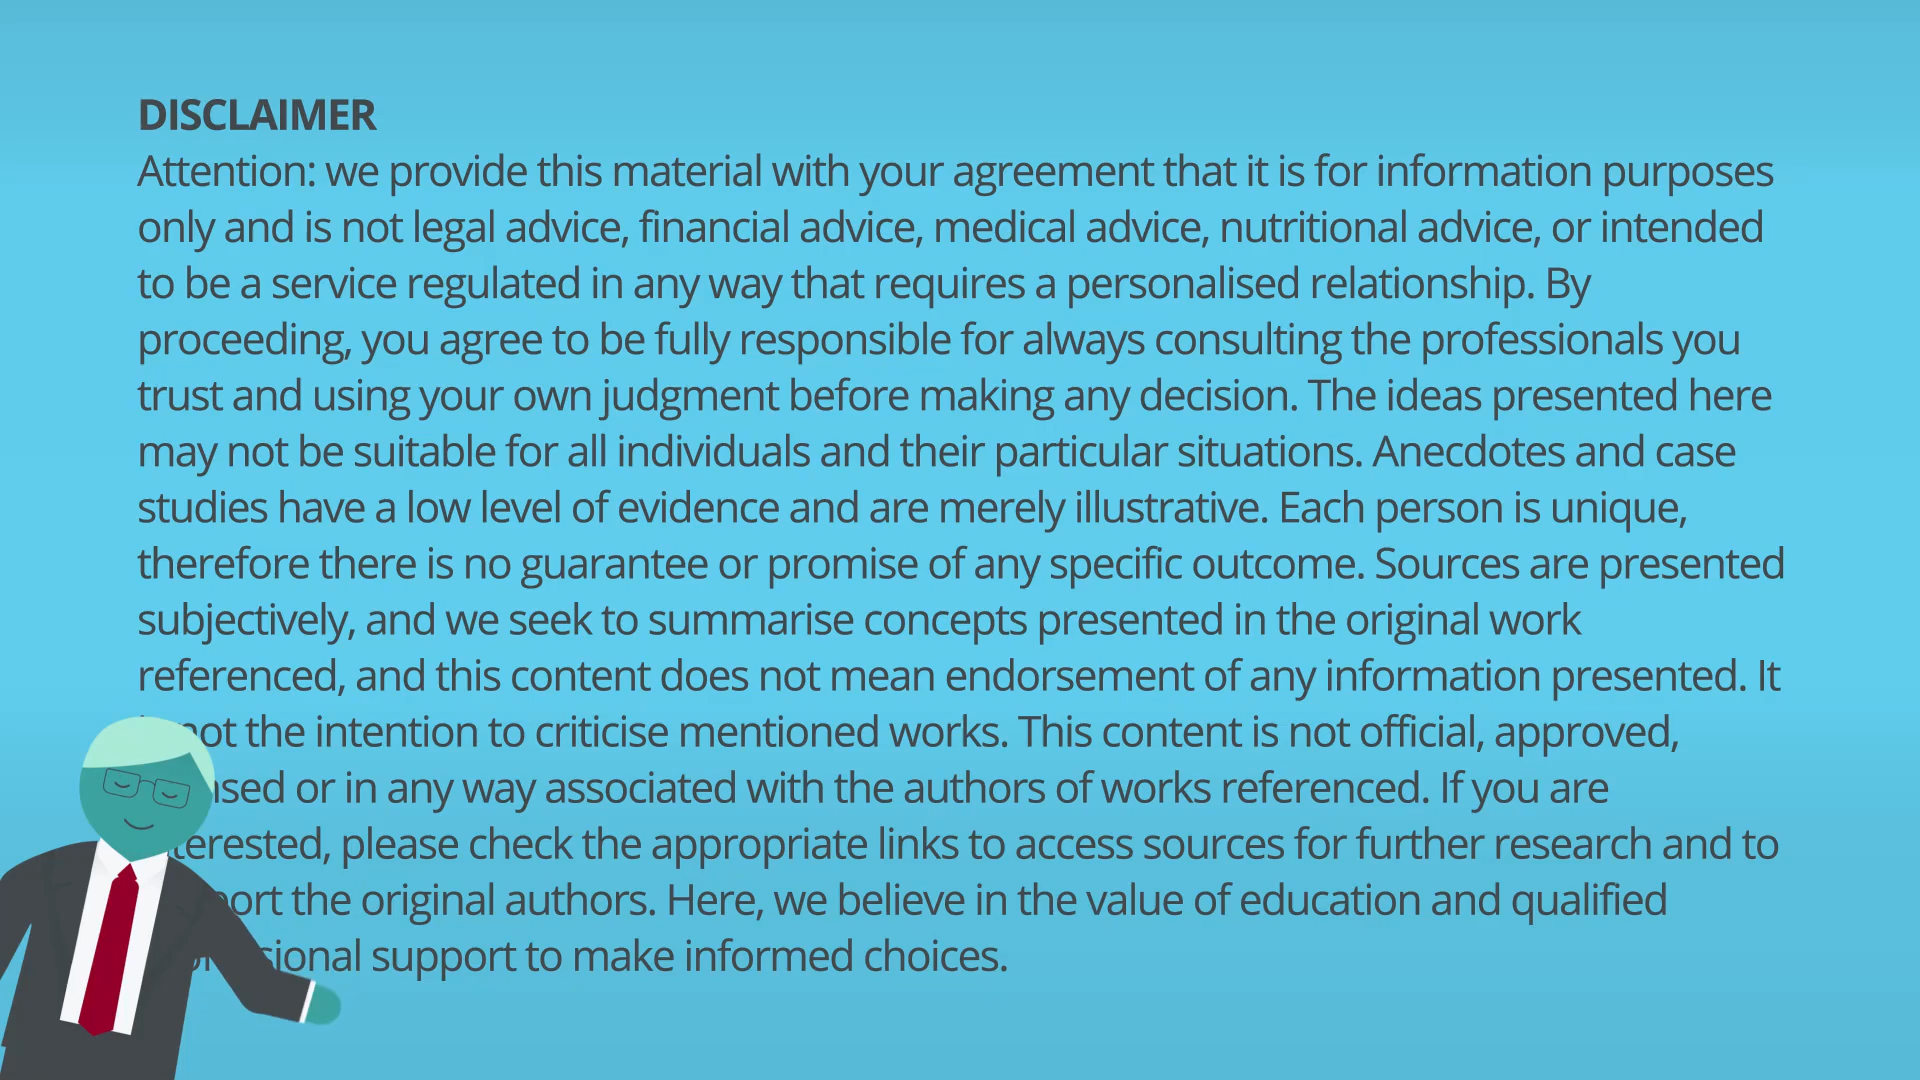 DISCLAIMER
Attention: we provide this material with your agreement that it is for information purposes
only and is not legal advice, financial advice, medical advice, nutritional advice, or intended
to be a service regulated in any way that requires a personalised relationship. By
proceeding, you agree to be fully responsible for always consulting the professionals you
trust and using your own judgment before making any decision. The ideas presented here
may not be suitable for all individuals and their particular situations. Anecdotes and case
studies have a low level of evidence and are merely illustrative. Each person is unique,
therefore there is no guarantee or promise of any specific outcome. Sources are presented
subjectively, and we seek to summarise concepts presented in the original work
referenced, and this content does not mean endorsement of any information presented. It
not the intention to criticise mentioned works. This content is not official, approved,
or in any way associated with the authors of works referenced. If you are
please check the appropriate links to access sources for further research and to
the original authors. Here, we believe in the value of education and qualified
support to make informed choices.